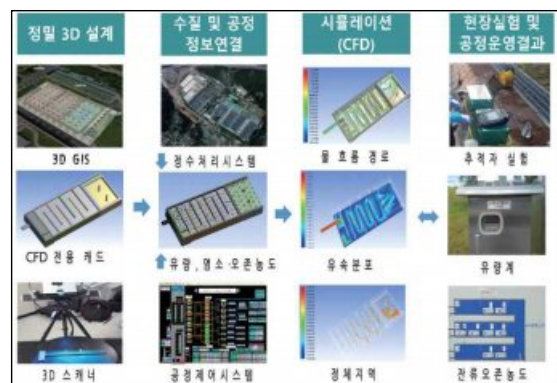 정밀 3D 설계
수질 및 공정
정보연결
시뮬레이션
(CFD)
현장실험 및
공정운영결과
3D GIS
정수처리시스템
물 흐름 경로
추적자 실험
CFD 전용 캐드
유량, 염소·오존농도
유속분포
유량계
3D 스캐너
공정제어시스템
정체지역
잔류오존농도